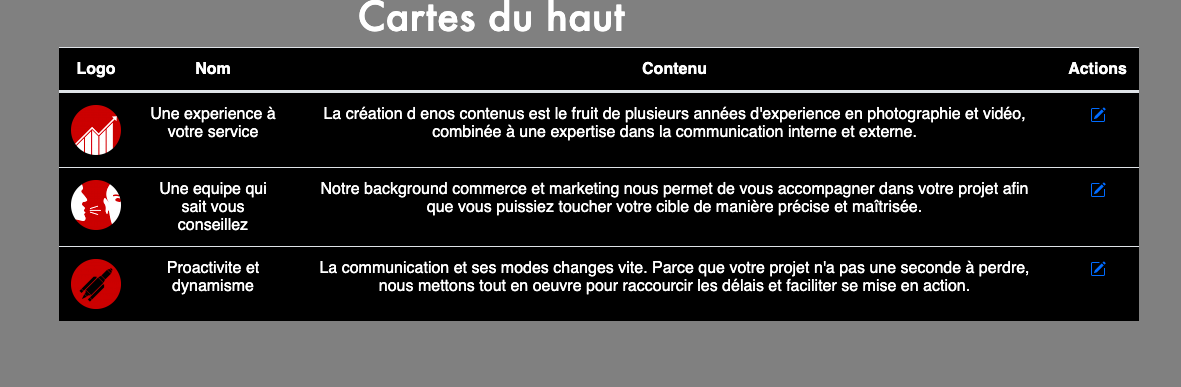 Cartes du haut
Logo Nom Contenu Actions
Une experience à
votre service
La création d enos contenus est le fruit de plusieurs années d'experience en photographie et vidéo,
combinée à une expertise dans la communication interne et externe.
Une equipe qui
sait vous
conseillez
Notre background commerce et marketing nous permet de vous accompagner dans votre projet afin
que vous puissiez toucher votre cible de manière précise et maîtrisée.
Proactivite et
dynamisme
La communication et ses modes changes vite. Parce que votre projet n'a pas une seconde à perdre,
nous mettons tout en oeuvre pour raccourcir les délais et faciliter se mise en action.